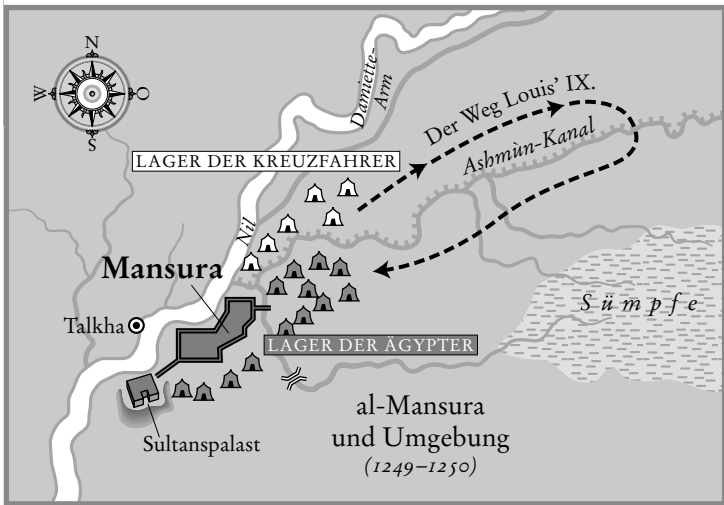 N
W
O
S
Damiette-
Arm
Der Weg Louis’ IX.
Ashmùn-Kanal
LAGER DER KREUZFAHRER
Nil
Mansura
Talkha
Sümpfe
LAGER DER ÄGYPTER
Sultanspalast
al-Mansura
und Umgebung
(1249–1250)